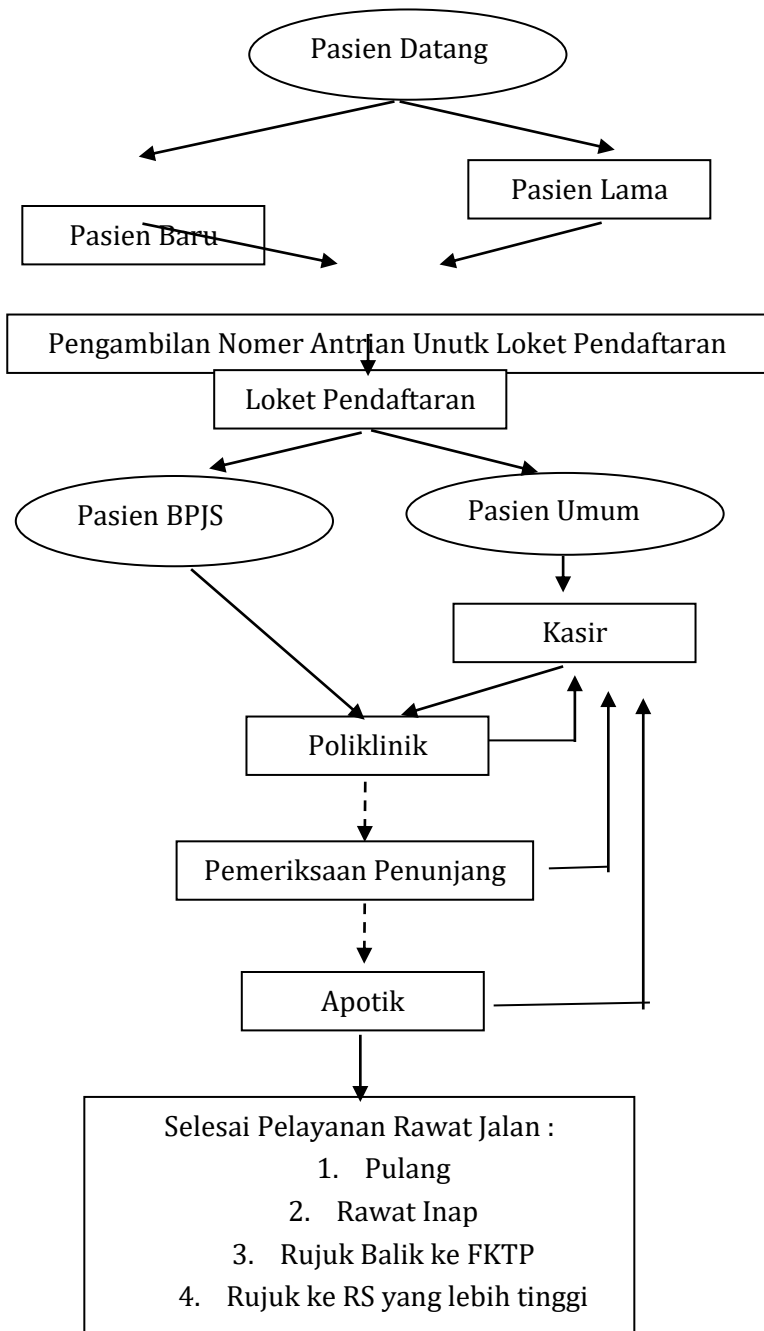 Pasien Datang
Pasien Lama
Pasien Baru
Pengambilan Nomer Antrian Unutk Loket Pendaftaran
Loket Pendaftaran
Pasien BPJS
Pasien Umum
Kasir
Poliklinik
Pemeriksaan Penunjang
Apotik
Selesai Pelayanan Rawat Jalan :
1. Pulang
2. Rawat Inap
3. Rujuk Balik ke FKTP
4. Rujuk ke RS yang lebih tinggi